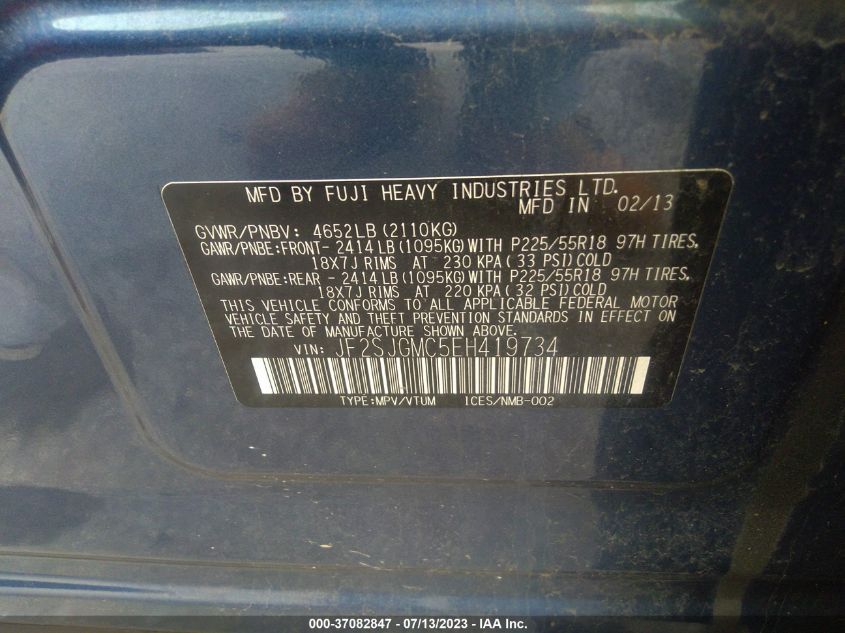 MFD BY FUJI HEAVY INDUSTRIES LTD.
MFD IN 02/13
GVWR/PNBV: 4652LB (2110KG)
GAWR/PNBE:FRONT- 2414LB (1095KG) WITH P225/55R18 97H TIRES.
18X7J RIMS AT 230 KPA ( 33 PSI) COLD
GAWR/PNBE:REAR - 2414LB (1095KG) WITH P225/55R18 97H TIRES.
18X7J RIMS AT 220 KPA ( 32 PSI) COLD
THIS VEHICLE CONFORMS TO ALL APPLICABLE FEDERAL MOTOR
VEHICLE SAFETY AND THEFT PREVENTION STANDARDS IN EFFECT ON
THE DATE OF MANUFACTURE SHOWN ABOVE.
VIN: JF2SJGMC5EH419734
TYPE:MPV/VTUM ICES/NMB-002
000-37082847 - 07/13/2023 - IAA Inc.